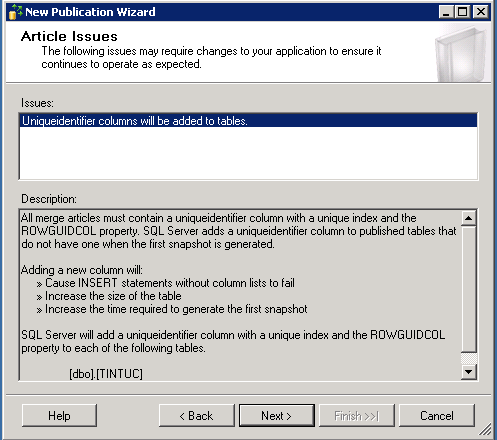 New Publication Wizard
Article Issues
The following issues may require changes to your application to ensure it
continues to operate as expected.
Issues:
Uniqueidentifier columns will be added to tables.
Description:
All merge articles must contain a uniqueidentifier column with a unique index and the
ROWGUIDCOL property. SQL Server adds a uniqueidentifier column to published tables that
do not have one when the first snapshot is generated.
Adding a new column will:
» Cause INSERT statements without column lists to fail
» Increase the size of the table
» Increase the time required to generate the first snapshot
SQL Server will add a uniqueidentifier column with a unique index and the ROWGUIDCOL
property to each of the following tables.
[dbo].[TINTUC]
Help
< Back
Next >
Finish >>|
Cancel